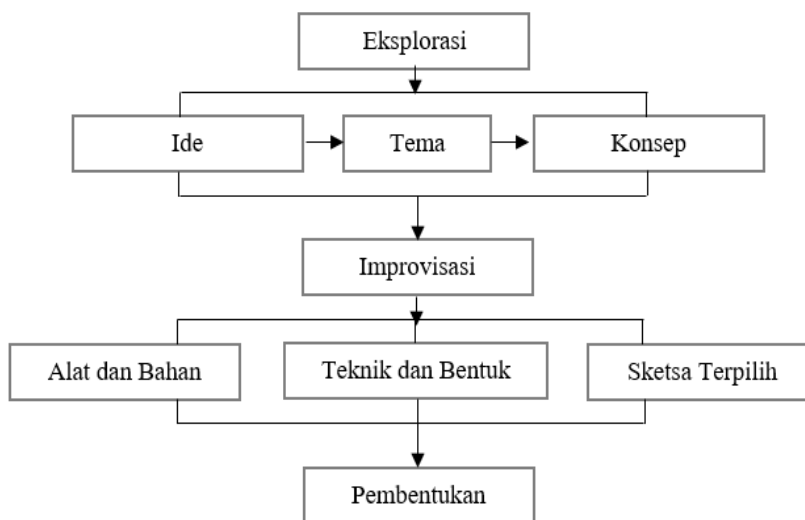 Eksplorasi
Ide
Tema
Konsep
Improvisasi
Alat dan Bahan
Teknik dan Bentuk
Sketsa Terpilih
Pembentukan